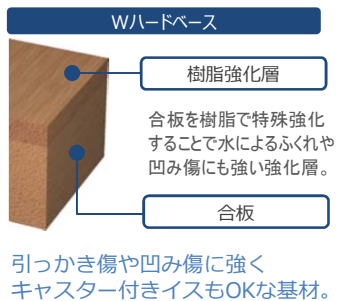 Wハードベース
樹脂強化層
合板を樹脂で特殊強化
することで水によるふくれや
凹み傷にも強い強化層。
合板
引っかき傷や凹み傷に強く
キャスター付きイスもOKな基材。